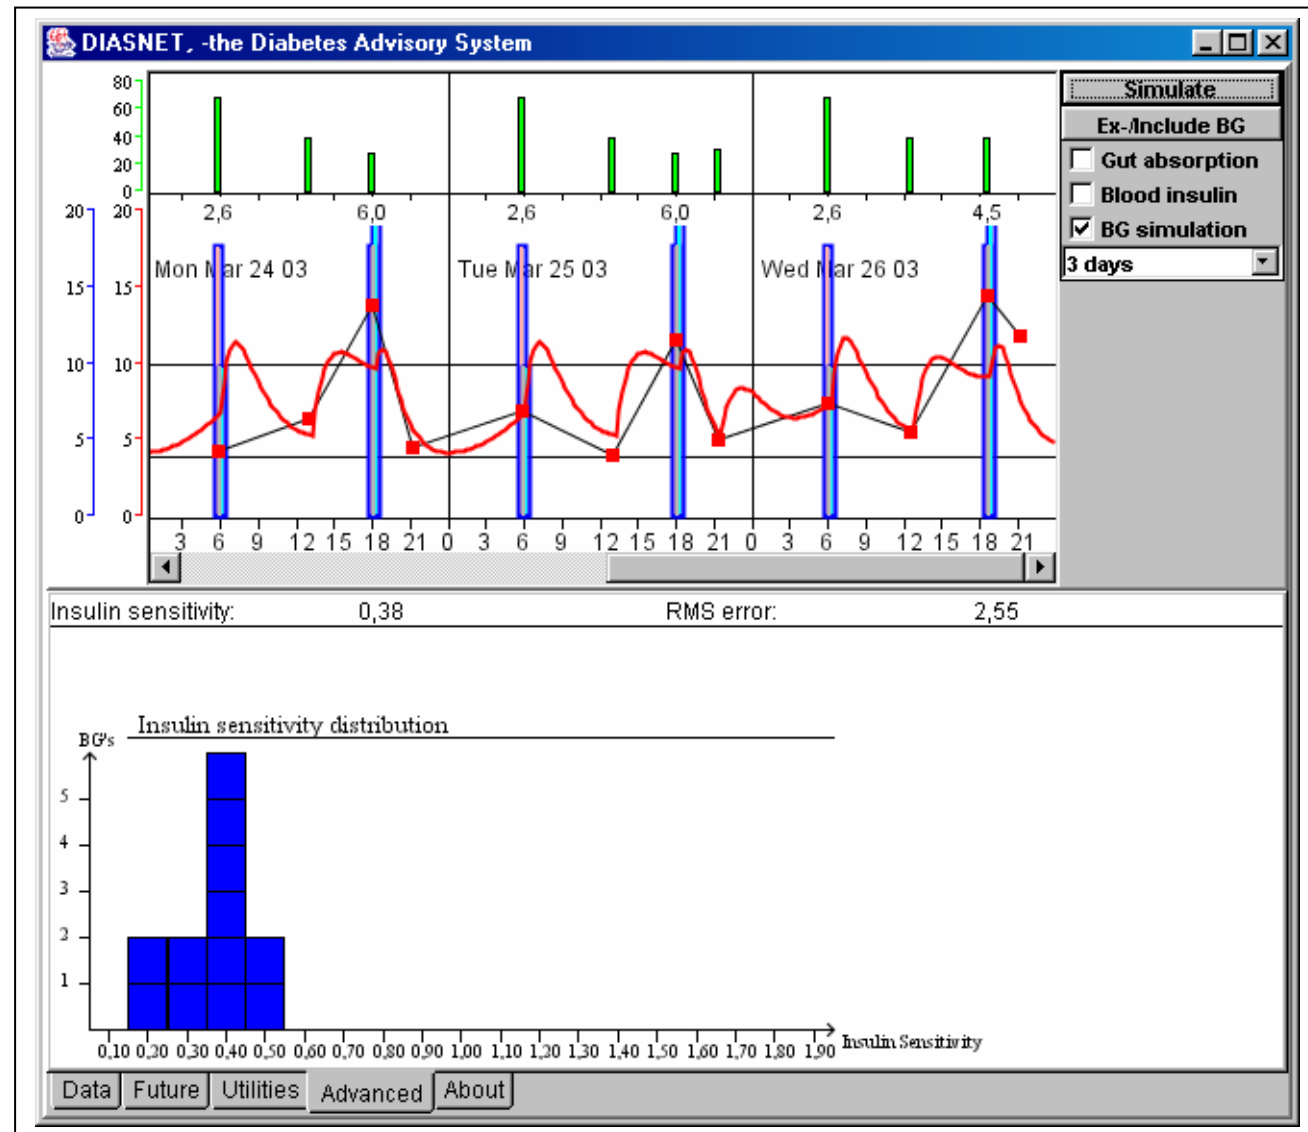 DIASNET, -the Diabetes Advisory System
80
60
40
20
0
Simulate
Ex-/Include BG
Gut absorption
Blood insulin
BG simulation
3 days
20 20
15 15
10 10
5 5
0 0
2,6 6,0 2,6 6,0 2,6 4,5
Mon Mar 24 03 Tue Mar 25 03 Wed Mar 26 03
3 6 9 12 15 18 21 0 3 6 9 12 15 18 21 0 3 6 9 12 15 18 21
Insulin sensitivity: 0,38 RMS error: 2,55
Insulin sensitivity distribution
BG's
5
4
3
2
1
0,10 0,20 0,30 0,40 0,50 0,60 0,70 0,80 0,90 1,00 1,10 1,20 1,30 1,40 1,50 1,60 1,70 1,80 1,90
Insulin Sensitivity
Data Future Utilities Advanced About